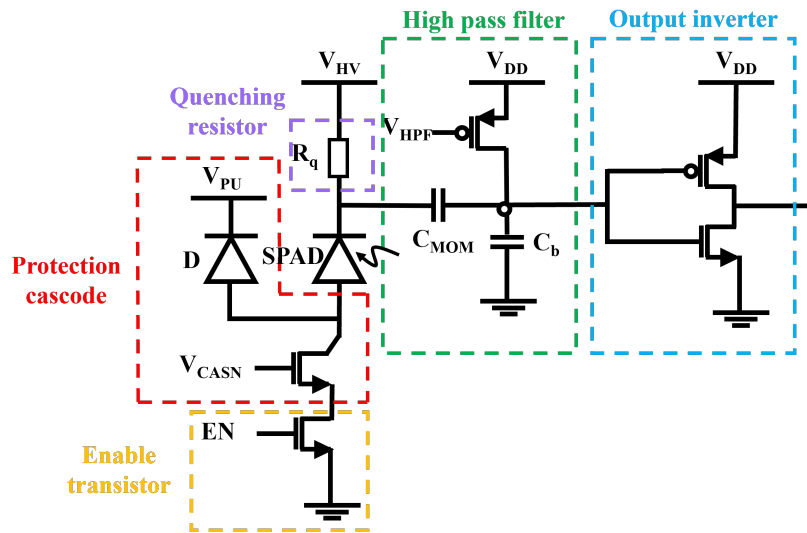 High pass filter
Output inverter
V_HV
V_DD
V_DD
Quenching
resistor
V_HPF
R_q
V_PU
D
SPAD
C_MOM
C_b
Protection
cascode
V_CASN
EN
Enable
transistor